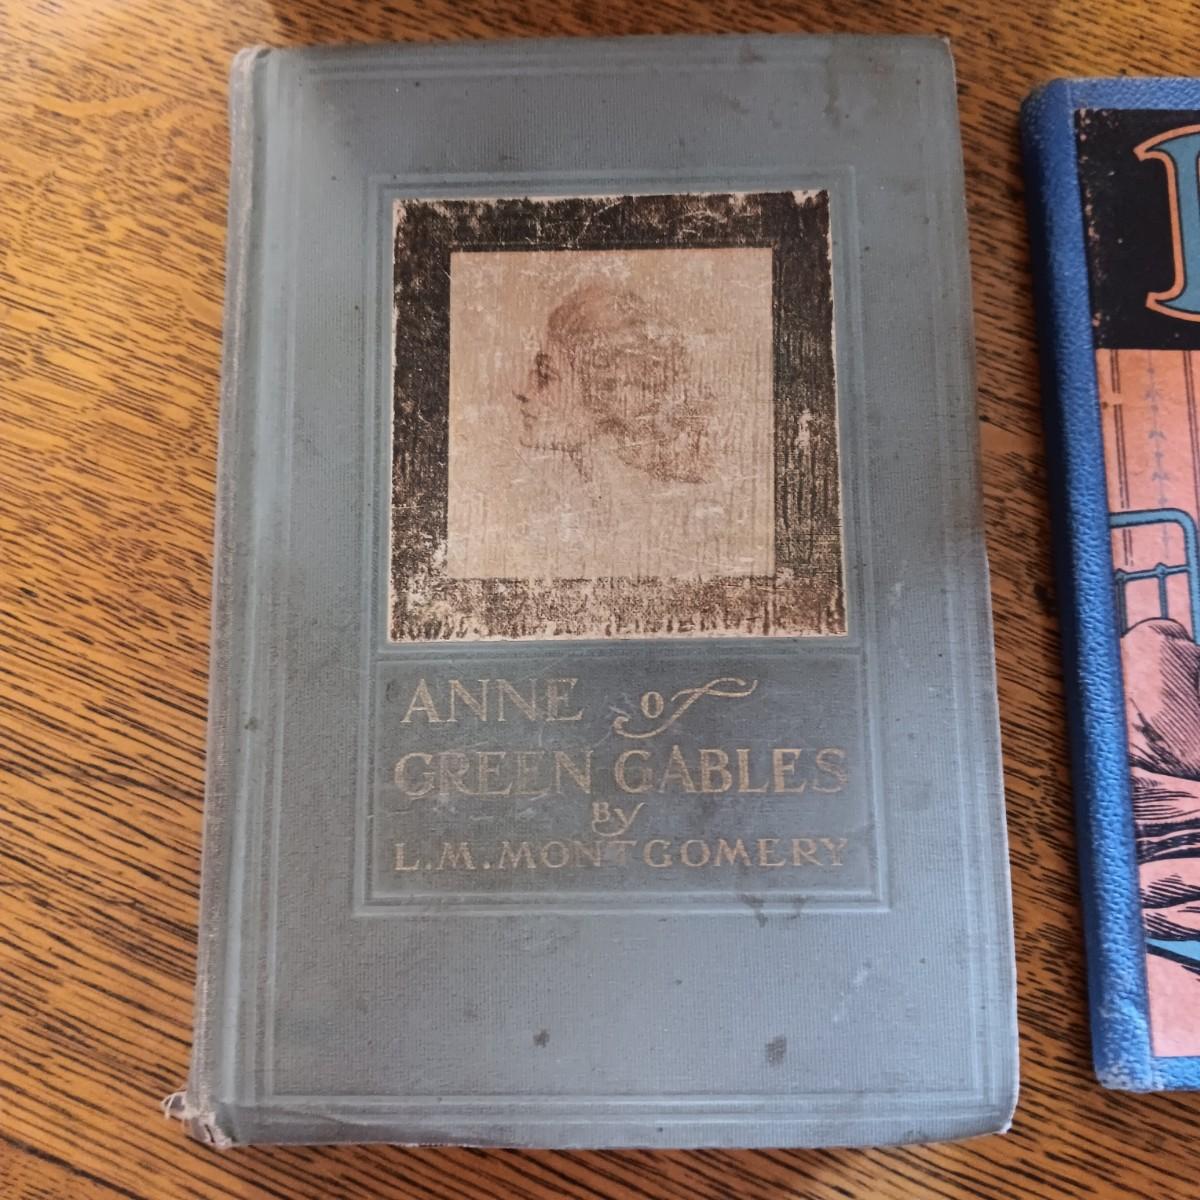 ANNE of
GREEN GABLES
BY
L.M. MONTGOMERY